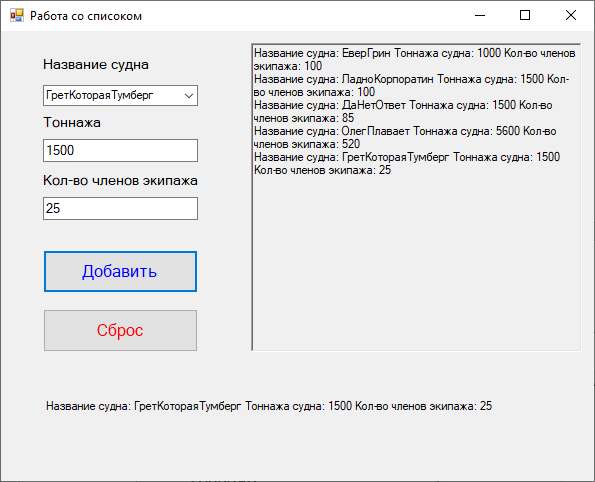 Работа со списоком
Название судна
ГретКотораяТумберг
Тоннажа
1500
Кол-во членов экипажа
25
Добавить
Сброс
Название судна: ЕверГрин Тоннажа судна: 1000 Кол-во членов
экипажа: 100
Название судна: ЛадноКорпоратин Тоннажа судна: 1500 Кол-
во членов экипажа: 100
Название судна: ДаНетОтвет Тоннажа судна: 1500 Кол-во
членов экипажа: 85
Название судна: ОлегПлавает Тоннажа судна: 5600 Кол-во
членов экипажа: 520
Название судна: ГретКотораяТумберг Тоннажа судна: 1500
Кол-во членов экипажа: 25
Название судна: ГретКотораяТумберг Тоннажа судна: 1500 Кол-во членов экипажа: 25